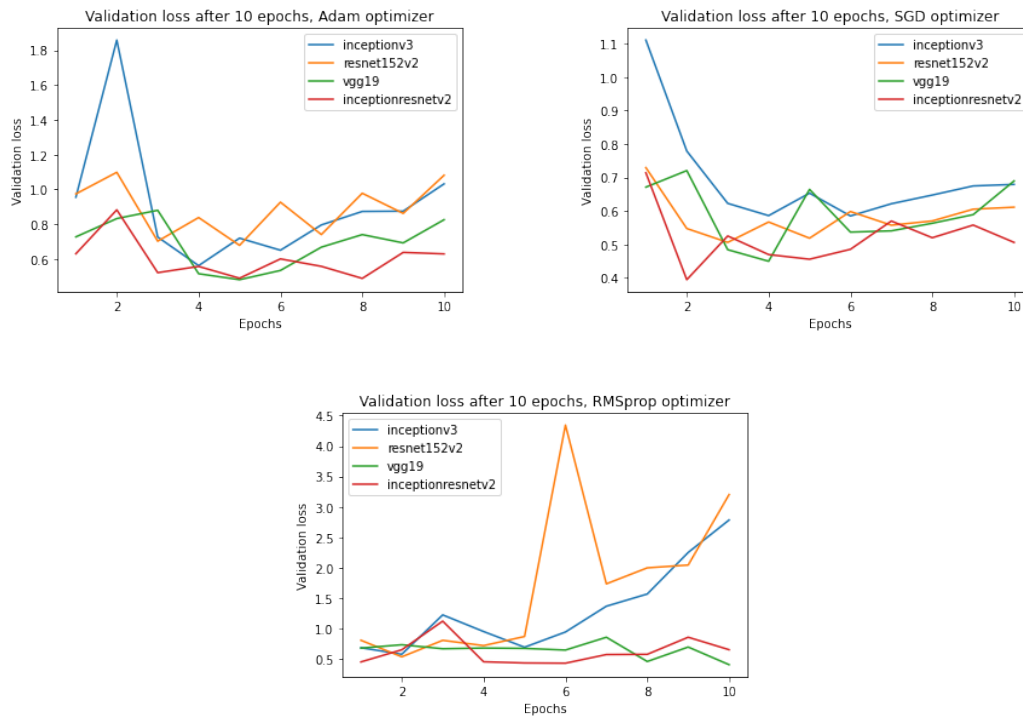 Validation loss after 10 epochs, Adam optimizer
inceptionv3
resnet152v2
vgg19
inceptionresnetv2
1.8
1.6
1.4
1.2
1.0
0.8
0.6
Validation loss
2
4
6
8
10
Epochs
Validation loss after 10 epochs, SGD optimizer
inceptionv3
resnet152v2
vgg19
inceptionresnetv2
1.1
1.0
0.9
0.8
0.7
0.6
0.5
0.4
Validation loss
2
4
6
8
10
Epochs
Validation loss after 10 epochs, RMSprop optimizer
inceptionv3
resnet152v2
vgg19
inceptionresnetv2
4.5
4.0
3.5
3.0
2.5
2.0
1.5
1.0
0.5
Validation loss
2
4
6
8
10
Epochs